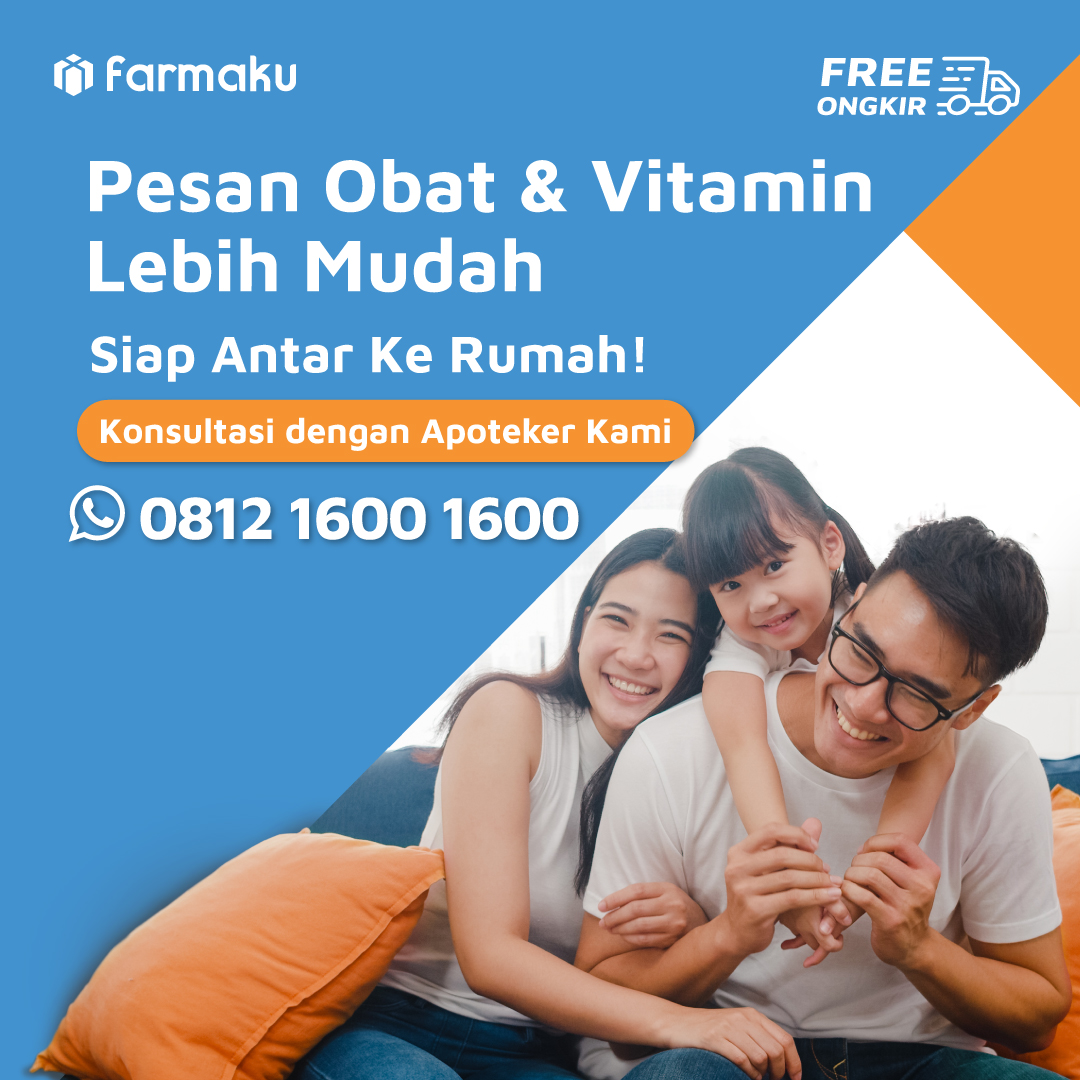 farmaku
FREE
ONGKIR
Pesan Obat & Vitamin
Lebih Mudah
Siap Antar Ke Rumah!
Konsultasi dengan Apoteker Kami
0812 1600 1600